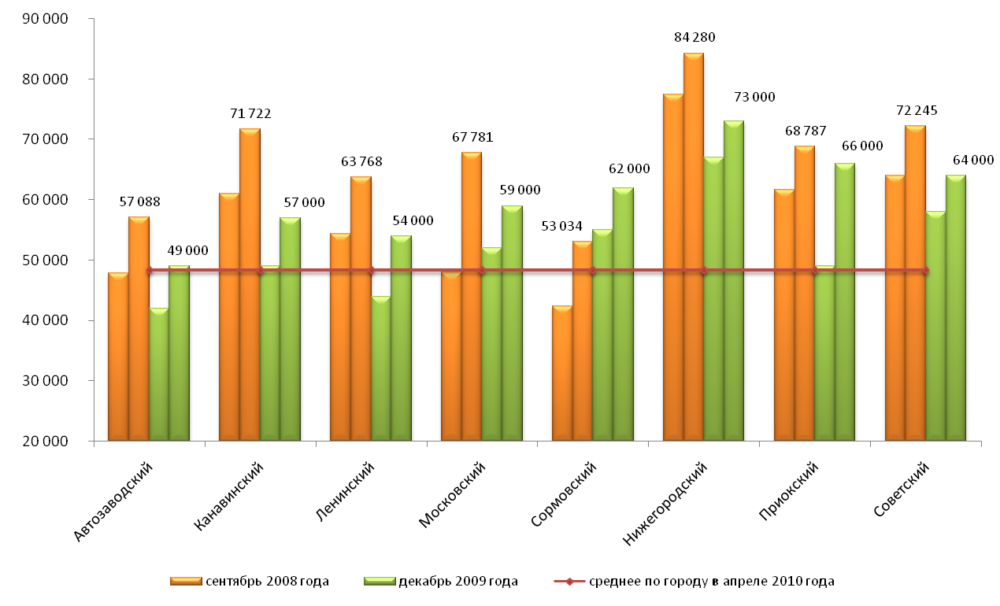 90 000
80 000
70 000
60 000
50 000
40 000
30 000
20 000
57 088
49 000
71 722
57 000
63 768
54 000
67 781
59 000
53 034
62 000
84 280
73 000
68 787
66 000
72 245
64 000
Автозаводский
Канавинский
Ленинский
Московский
Сормовский
Нижегородский
Приокский
Советский
сентябрь 2008 года
декабрь 2009 года
среднее по городу в апреле 2010 года